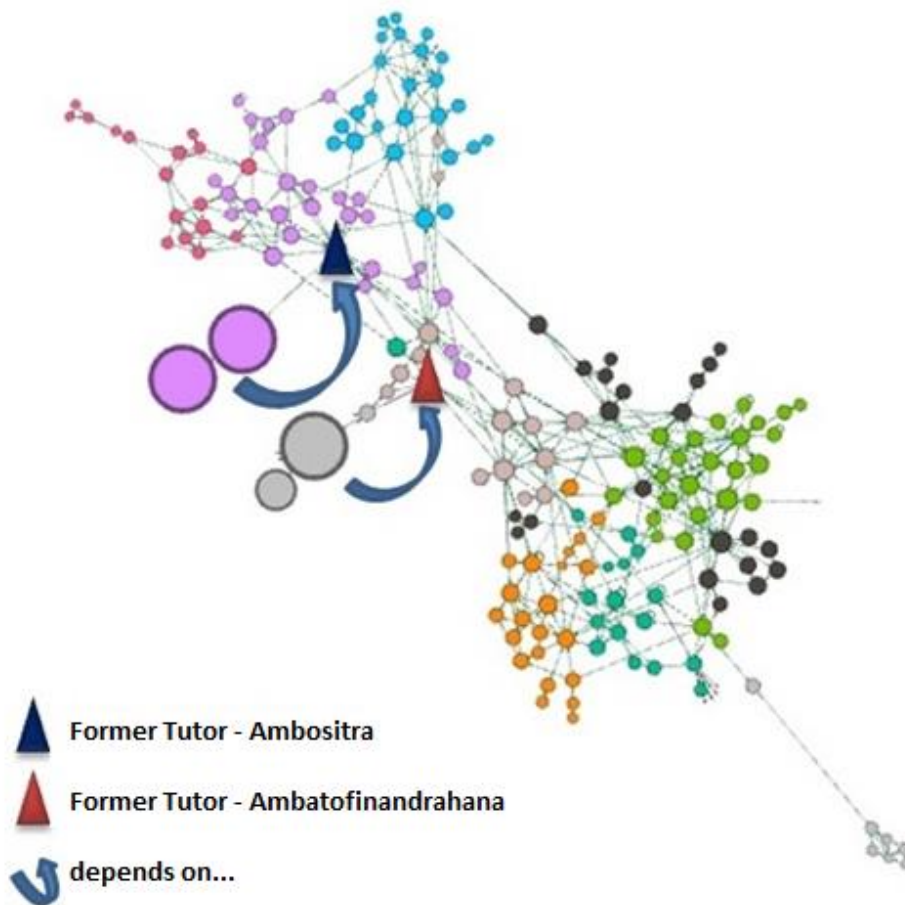 Former Tutor - Ambositra
Former Tutor - Ambatofinandrahana
depends on...